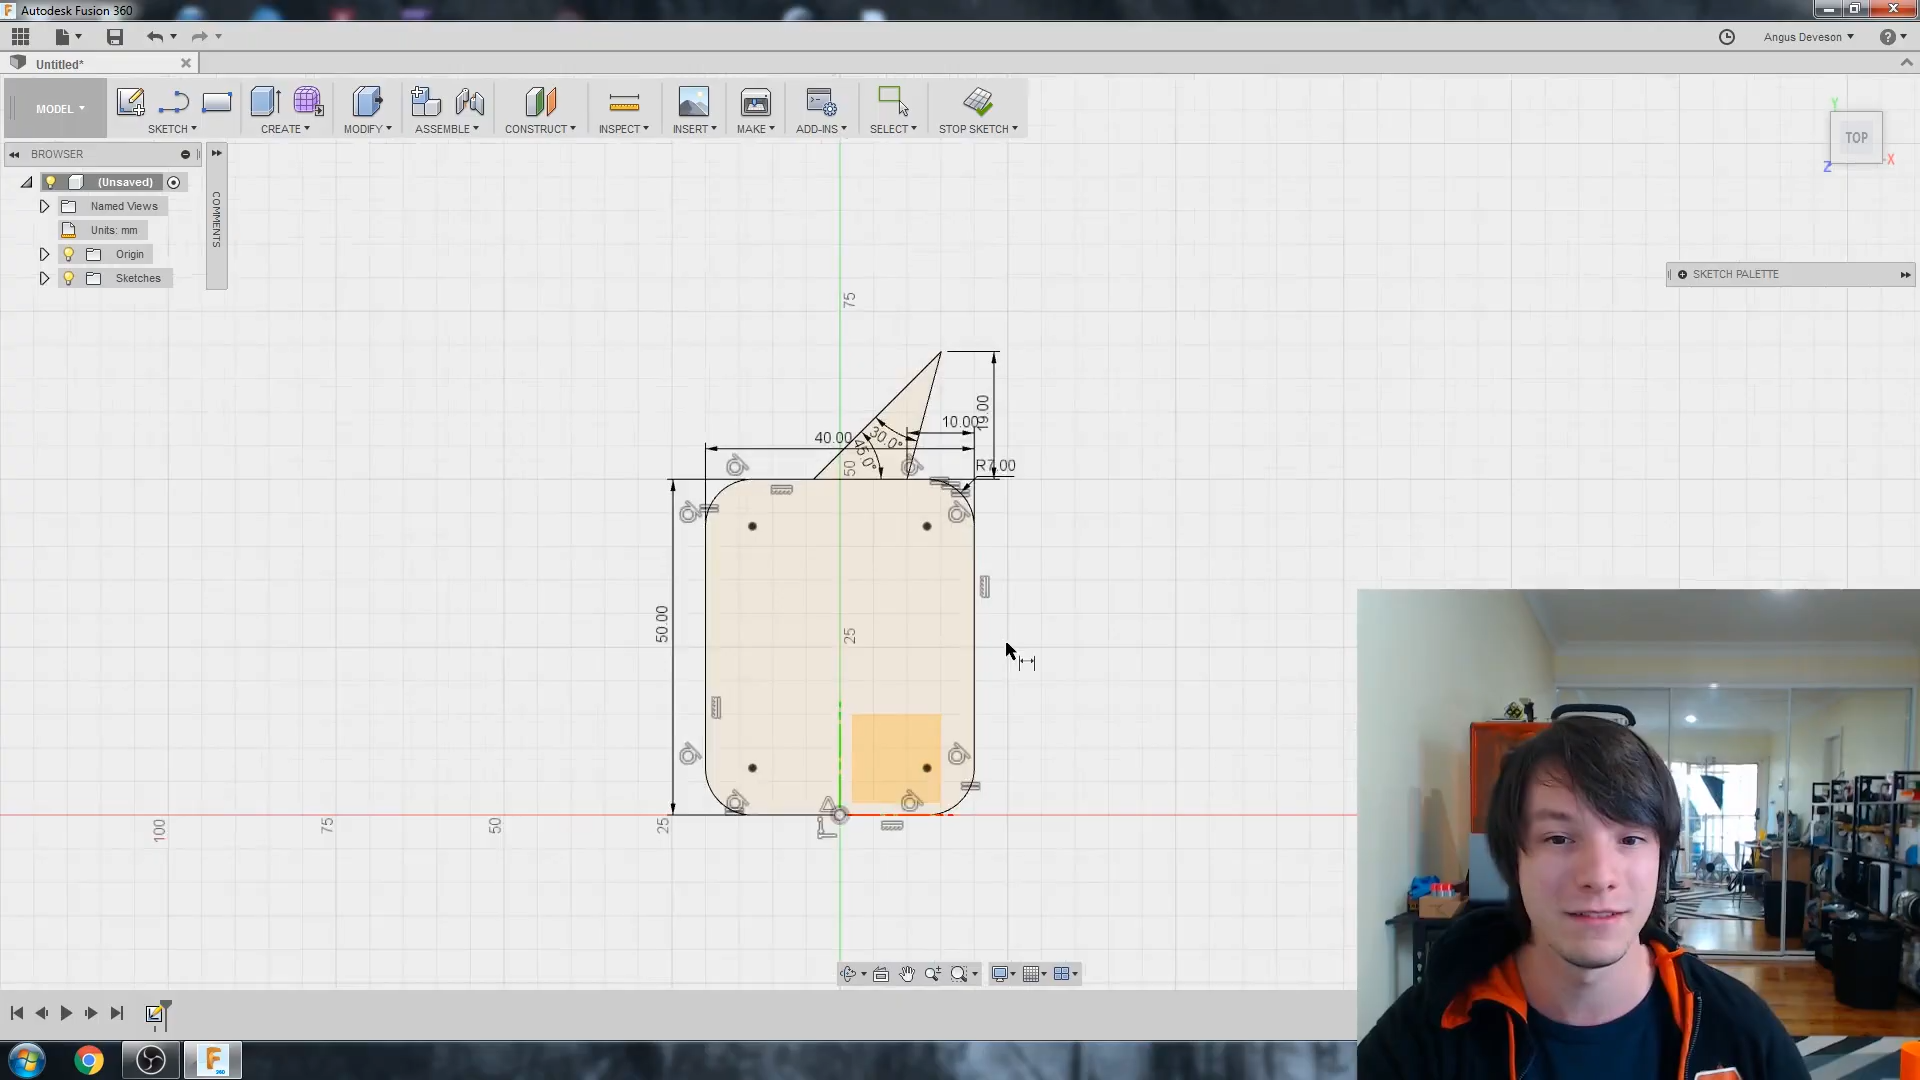 Autodesk Fusion 360
Angus Deveson
Untitled*
MODEL
SKETCH
CREATE
MODIFY
ASSEMBLE
CONSTRUCT
INSPECT
INSERT
MAKE
ADD-INS
SELECT
STOP SKETCH
BROWSER
(Unsaved)
Named Views
Units: mm
Origin
Sketches
COMMENTS
Y
TOP
X
Z
SKETCH PALETTE
75
19.00
10.00
40.00
30.0°
45.0°
50
R7.00
50.00
25
100
75
50
25
F
360